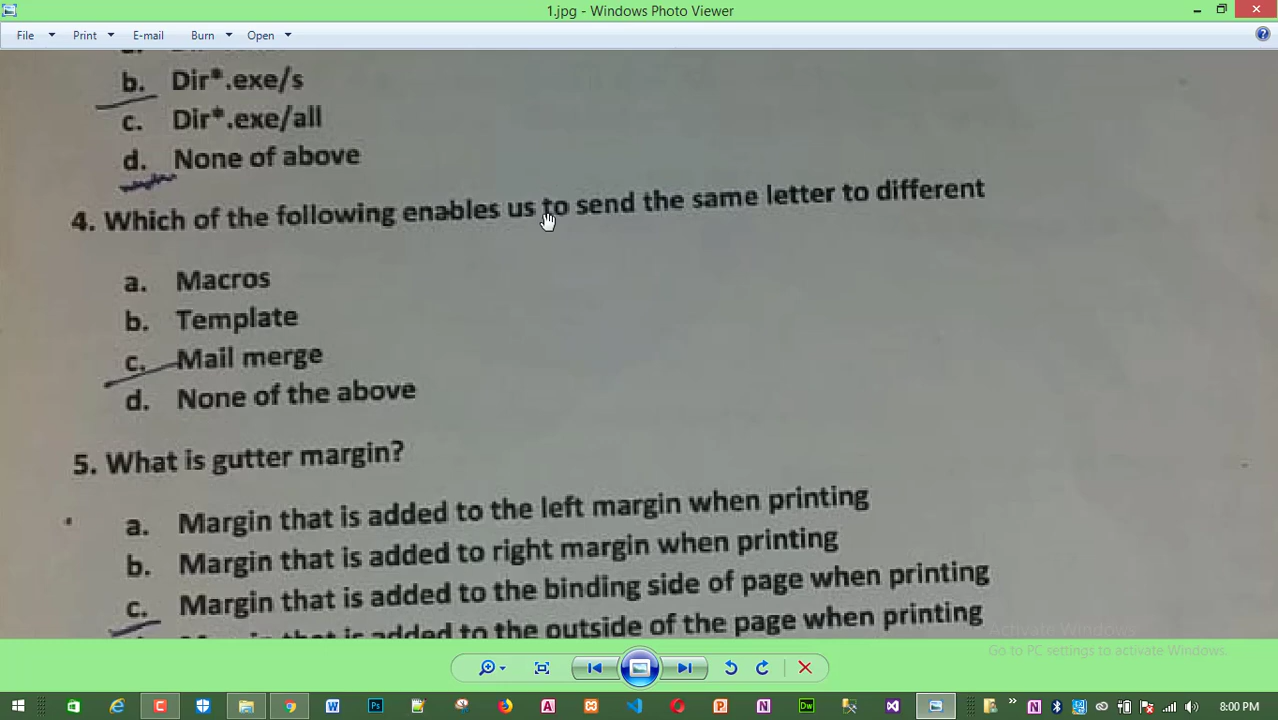 1.jpg - Windows Photo Viewer
File Print E-mail Burn Open
b. Dir*.exe/s
c. Dir*.exe/all
d. None of above
4. Which of the following enables us to send the same letter to different
a. Macros
b. Template
c. Mail merge
d. None of the above
5. What is gutter margin?
a. Margin that is added to the left margin when printing
b. Margin that is added to right margin when printing
c. Margin that is added to the binding side of page when printing
Margin that is added to the outside of the page when printing
Activate Windows
Go to PC settings to activate Windows.
8:00 PM